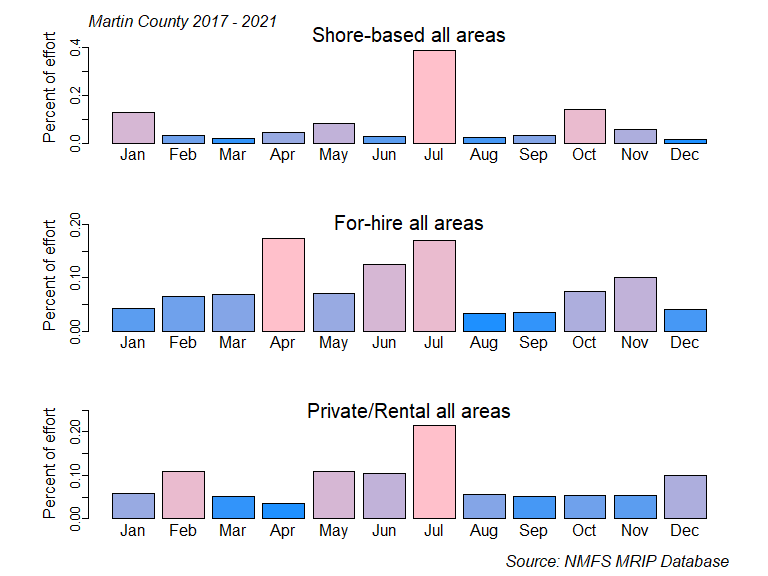 Martin County 2017 - 2021
Shore-based all areas
Percent of effort
0.0 0.2 0.4
Jan Feb Mar Apr May Jun Jul Aug Sep Oct Nov Dec
For-hire all areas
Percent of effort
0.00 0.10 0.20
Jan Feb Mar Apr May Jun Jul Aug Sep Oct Nov Dec
Private/Rental all areas
Percent of effort
0.00 0.10 0.20
Jan Feb Mar Apr May Jun Jul Aug Sep Oct Nov Dec
Source: NMFS MRIP Database